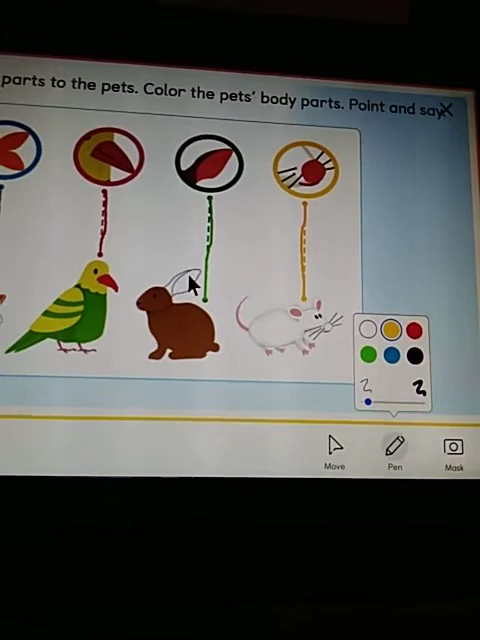 parts to the pets. Color the pets' body parts. Point and say.
Move
Pen
Mask